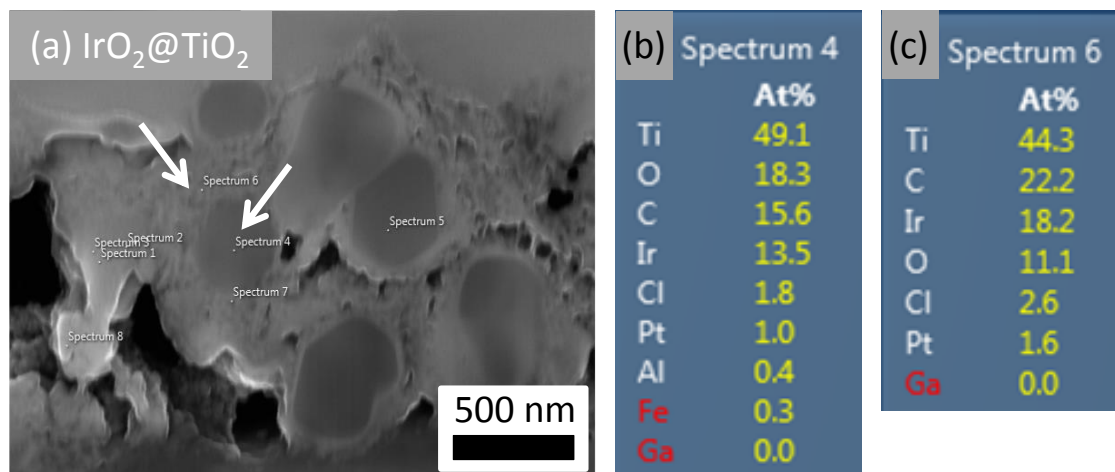 (a) IrO₂@TiO₂
Spectrum 6
Spectrum 4
Spectrum 5
Spectrum 2
Spectrum 3
Spectrum 1
Spectrum 7
Spectrum 8
500 nm
(b) Spectrum 4
At%
Ti 49.1
O 18.3
C 15.6
Ir 13.5
Cl 1.8
Pt 1.0
Al 0.4
Fe 0.3
Ga 0.0
(c) Spectrum 6
At%
Ti 44.3
C 22.2
Ir 18.2
O 11.1
Cl 2.6
Pt 1.6
Ga 0.0